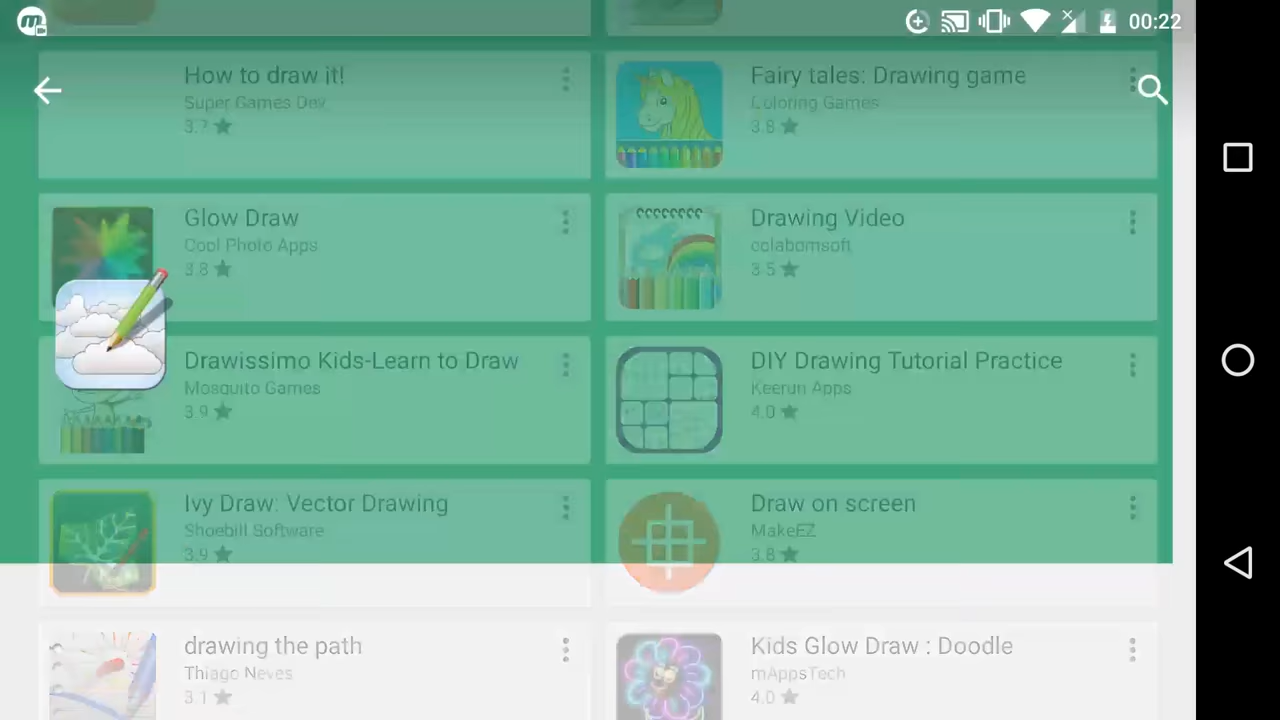 00:22
How to draw it!
Super Games Dev
3.7
Fairy tales: Drawing game
Coloring Games
3.8
Glow Draw
Cool Photo Apps
3.8
Drawing Video
colabomsoft
3.5
Drawissimo Kids-Learn to Draw
Mosquito Games
3.9
DIY Drawing Tutorial Practice
Keerun Apps
4.0
Ivy Draw: Vector Drawing
Shoebill Software
3.9
Draw on screen
MakeEZ
3.8
drawing the path
Thiago Neves
3.1
Kids Glow Draw : Doodle
mAppsTech
4.0